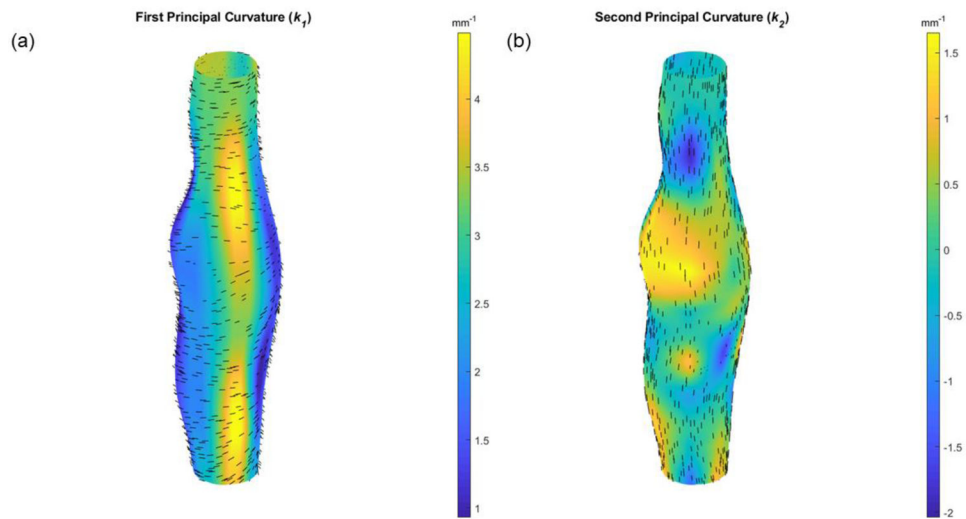 First Principal Curvature (k1)
(a)
mm-1
4
3.5
3
2.5
2
1.5
1
Second Principal Curvature (k2)
(b)
mm-1
1.5
1
0.5
0
-0.5
-1
-1.5
-2